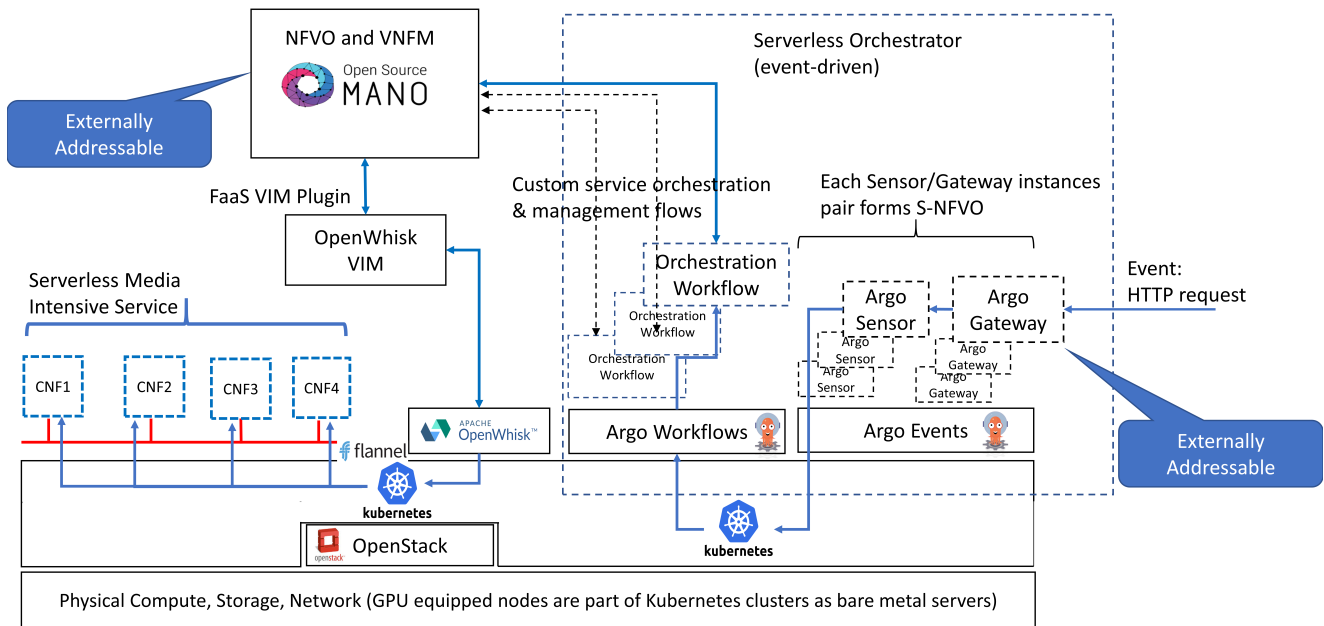 NFVO and VNFM
Open Source
MANO
Externally
Addressable
Serverless Orchestrator
(event-driven)
FaaS VIM Plugin
Custom service orchestration
& management flows
Each Sensor/Gateway instances
pair forms S-NFVO
OpenWhisk
VIM
Serverless Media
Intensive Service
Orchestration
Workflow
Orchestration
Workflow
Orchestration
Workflow
Argo
Sensor
Argo
Gateway
Event:
HTTP request
Argo
Sensor
Argo
Gateway
Argo
Sensor
Argo
Gateway
CNF1
CNF2
CNF3
CNF4
APACHE
OpenWhisk™
Argo Workflows
Argo Events
Externally
Addressable
flannel
kubernetes
kubernetes
openstack
OpenStack
Physical Compute, Storage, Network (GPU equipped nodes are part of Kubernetes clusters as bare metal servers)